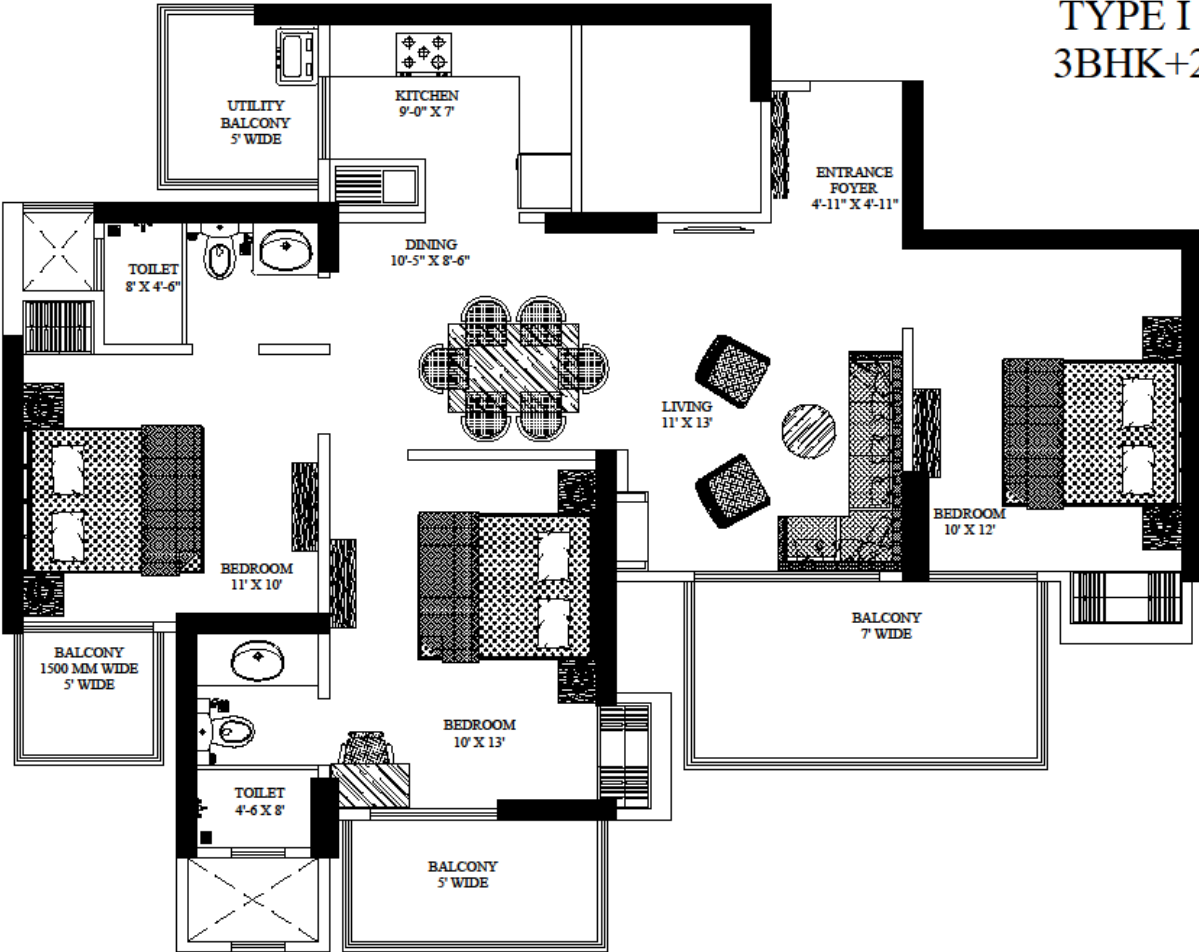 TYPE I
3BHK+2
UTILITY
BALCONY
5' WIDE
KITCHEN
9'-0" X 7'
ENTRANCE
FOYER
4'-11" X 4'-11"
DINING
10'-5" X 8'-6"
TOILET
8' X 4'-6"
LIVING
11' X 13'
BEDROOM
10' X 12'
BEDROOM
11' X 10'
BALCONY
7' WIDE
BALCONY
1500 MM WIDE
5' WIDE
BEDROOM
10' X 13'
TOILET
4'-6 X 8'
BALCONY
5' WIDE